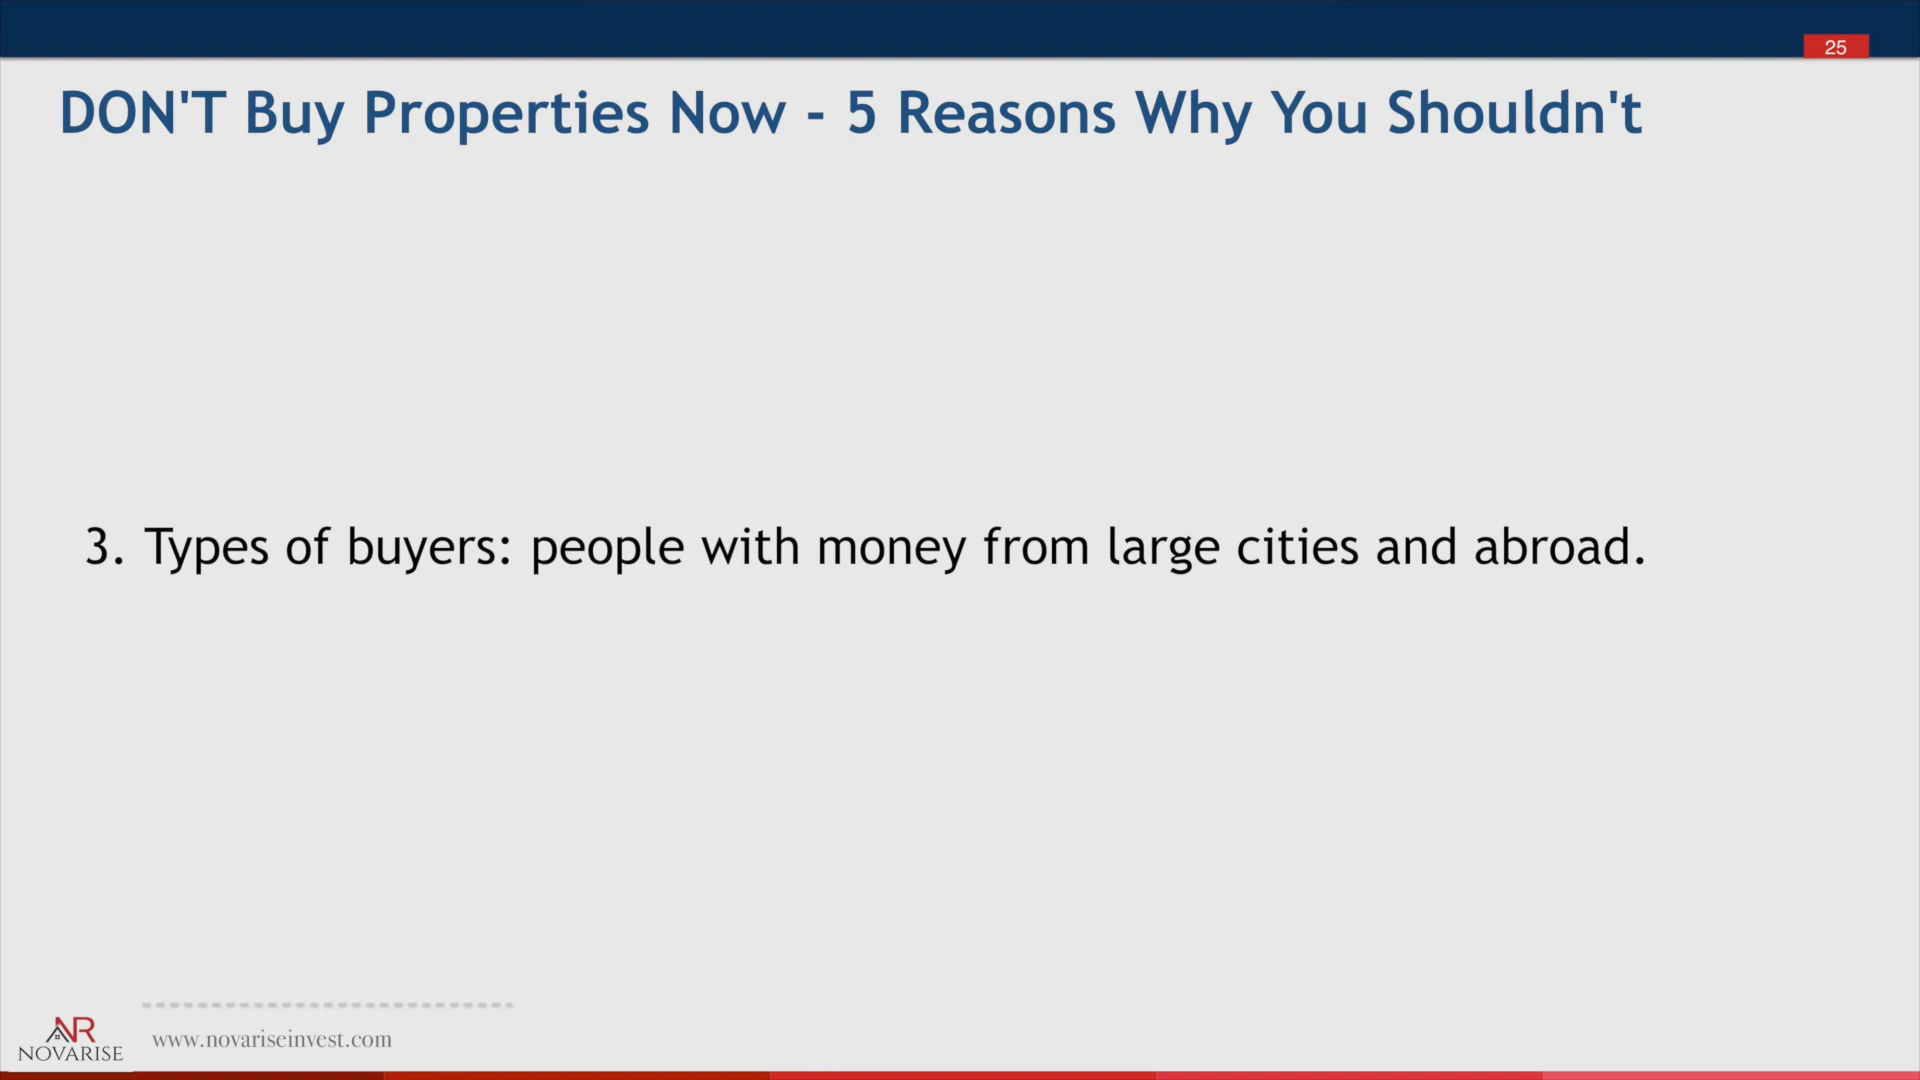 25
DON'T Buy Properties Now - 5 Reasons Why You Shouldn't
3. Types of buyers: people with money from large cities and abroad.
NR
NOVARISE
www.novariseinvest.com